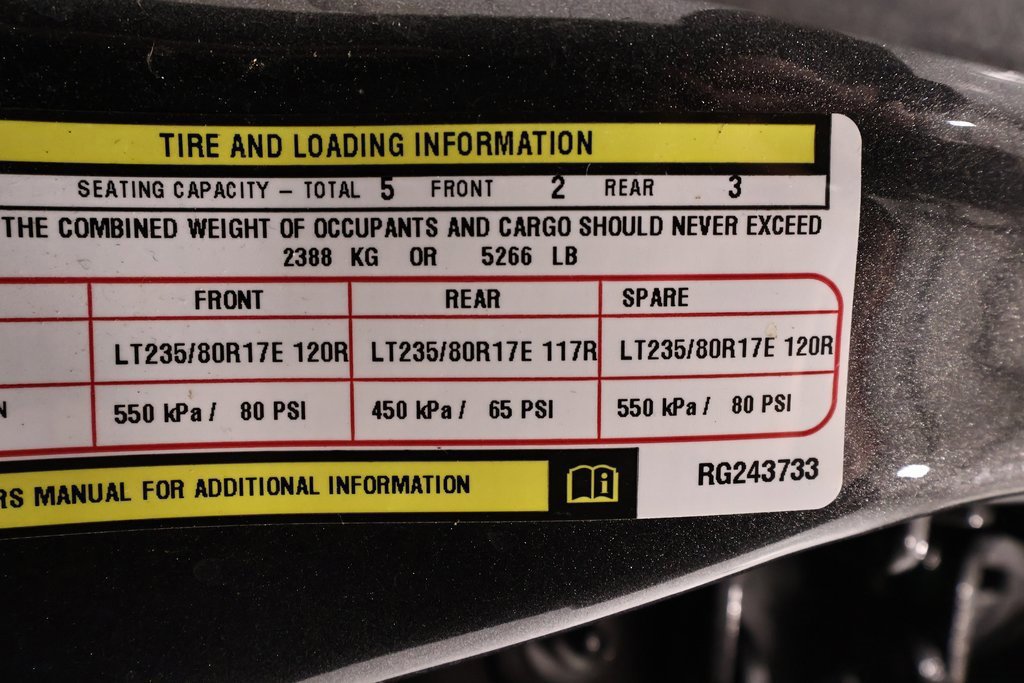 TIRE AND LOADING INFORMATION
SEATING CAPACITY – TOTAL 5 FRONT 2 REAR 3
THE COMBINED WEIGHT OF OCCUPANTS AND CARGO SHOULD NEVER EXCEED
2388 KG OR 5266 LB
FRONT REAR SPARE
LT235/80R17E 120R LT235/80R17E 117R LT235/80R17E 120R
N 550 kPa / 80 PSI 450 kPa / 65 PSI 550 kPa / 80 PSI
RS MANUAL FOR ADDITIONAL INFORMATION
RG243733